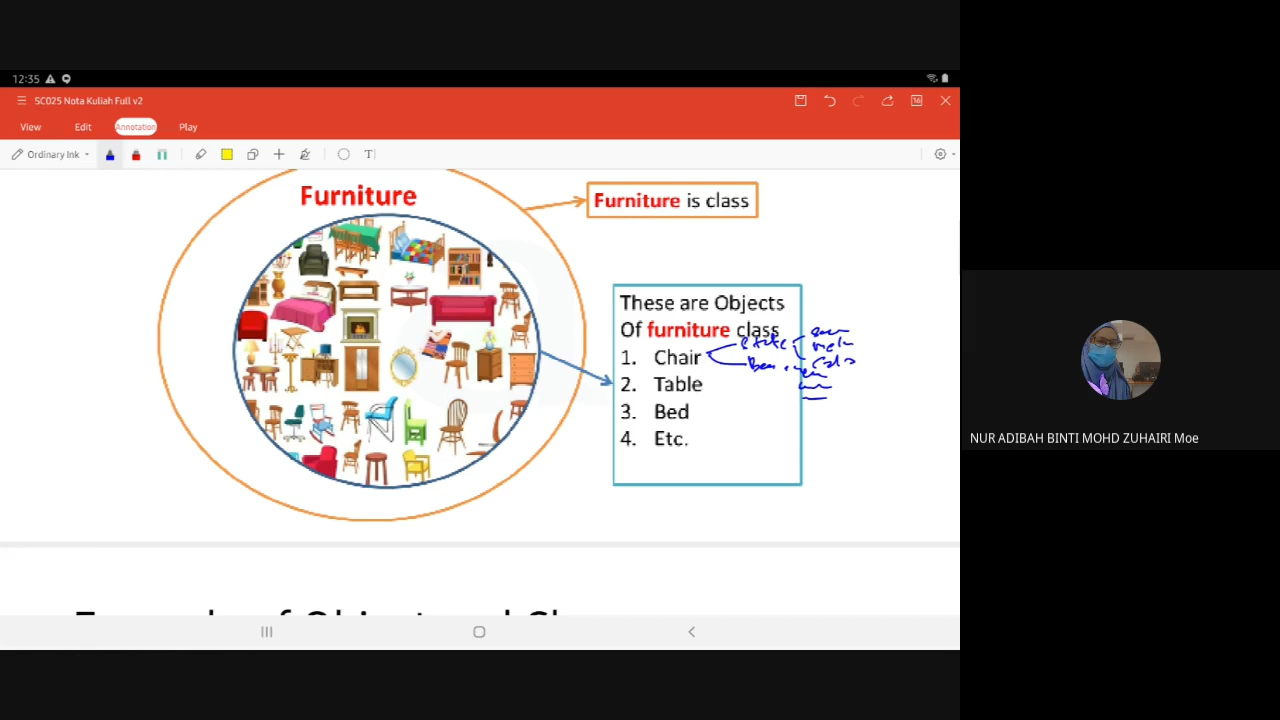 12:35
SC025 Nota Kuliah Full v2
16
View Edit Annotation Play
Ordinary Ink T
Furniture
Furniture is class
These are Objects
Of furniture class
1. Chair
2. Table
3. Bed
4. Etc.
NUR ADIBAH BINTI MOHD ZUHAIRI Moe